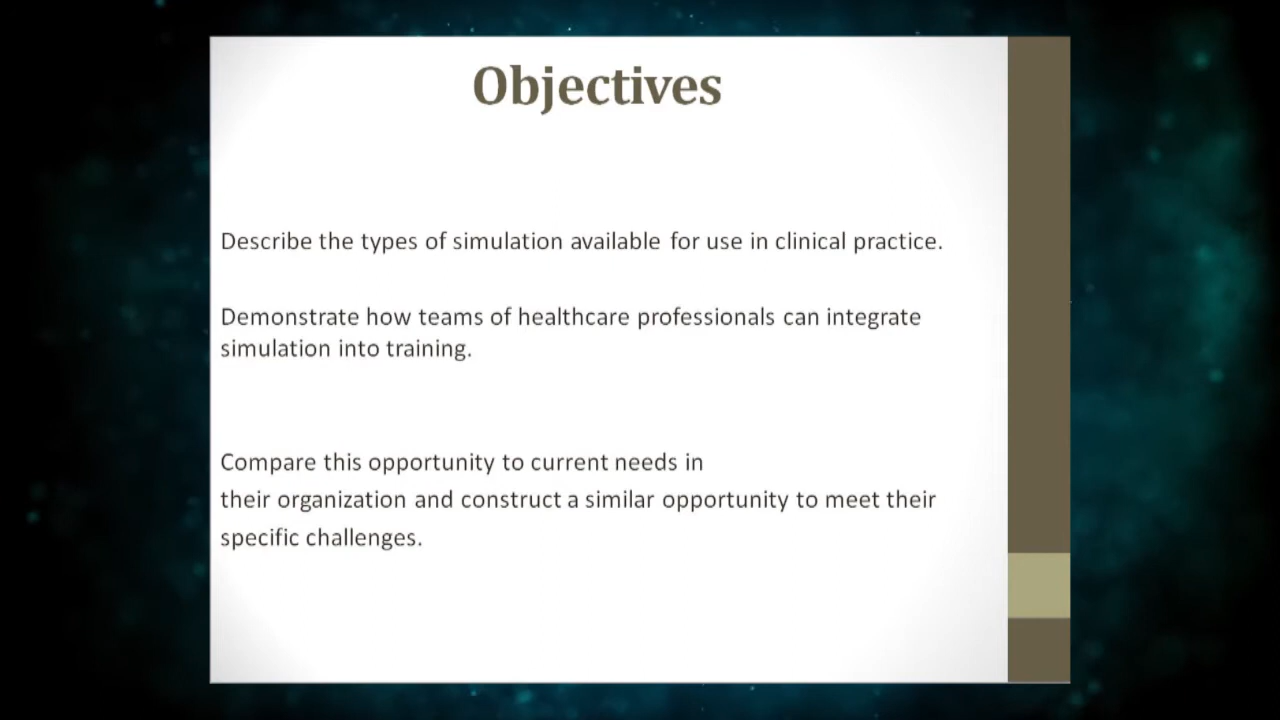 Objectives
Describe the types of simulation available for use in clinical practice.
Demonstrate how teams of healthcare professionals can integrate
simulation into training.
Compare this opportunity to current needs in
their organization and construct a similar opportunity to meet their
specific challenges.